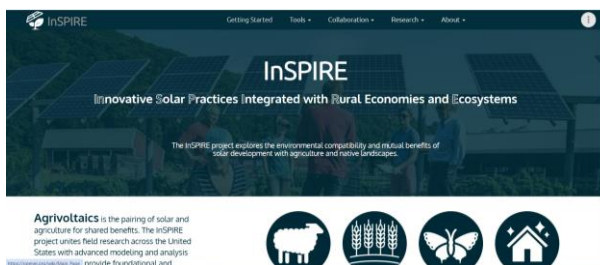 InSPIRE
Getting Started Tools Collaboration Research About
I
InSPIRE
Innovative Solar Practices Integrated with Rural Economies and Ecosystems
The InSPIRE project explores the environmental compatibility and mutual benefits of
solar development with agriculture and native landscapes.
Agrivoltaics is the pairing of solar and
agriculture for shared benefits. The InSPIRE
project unites field research across the United
States with advanced modeling and analysis
provide foundational and